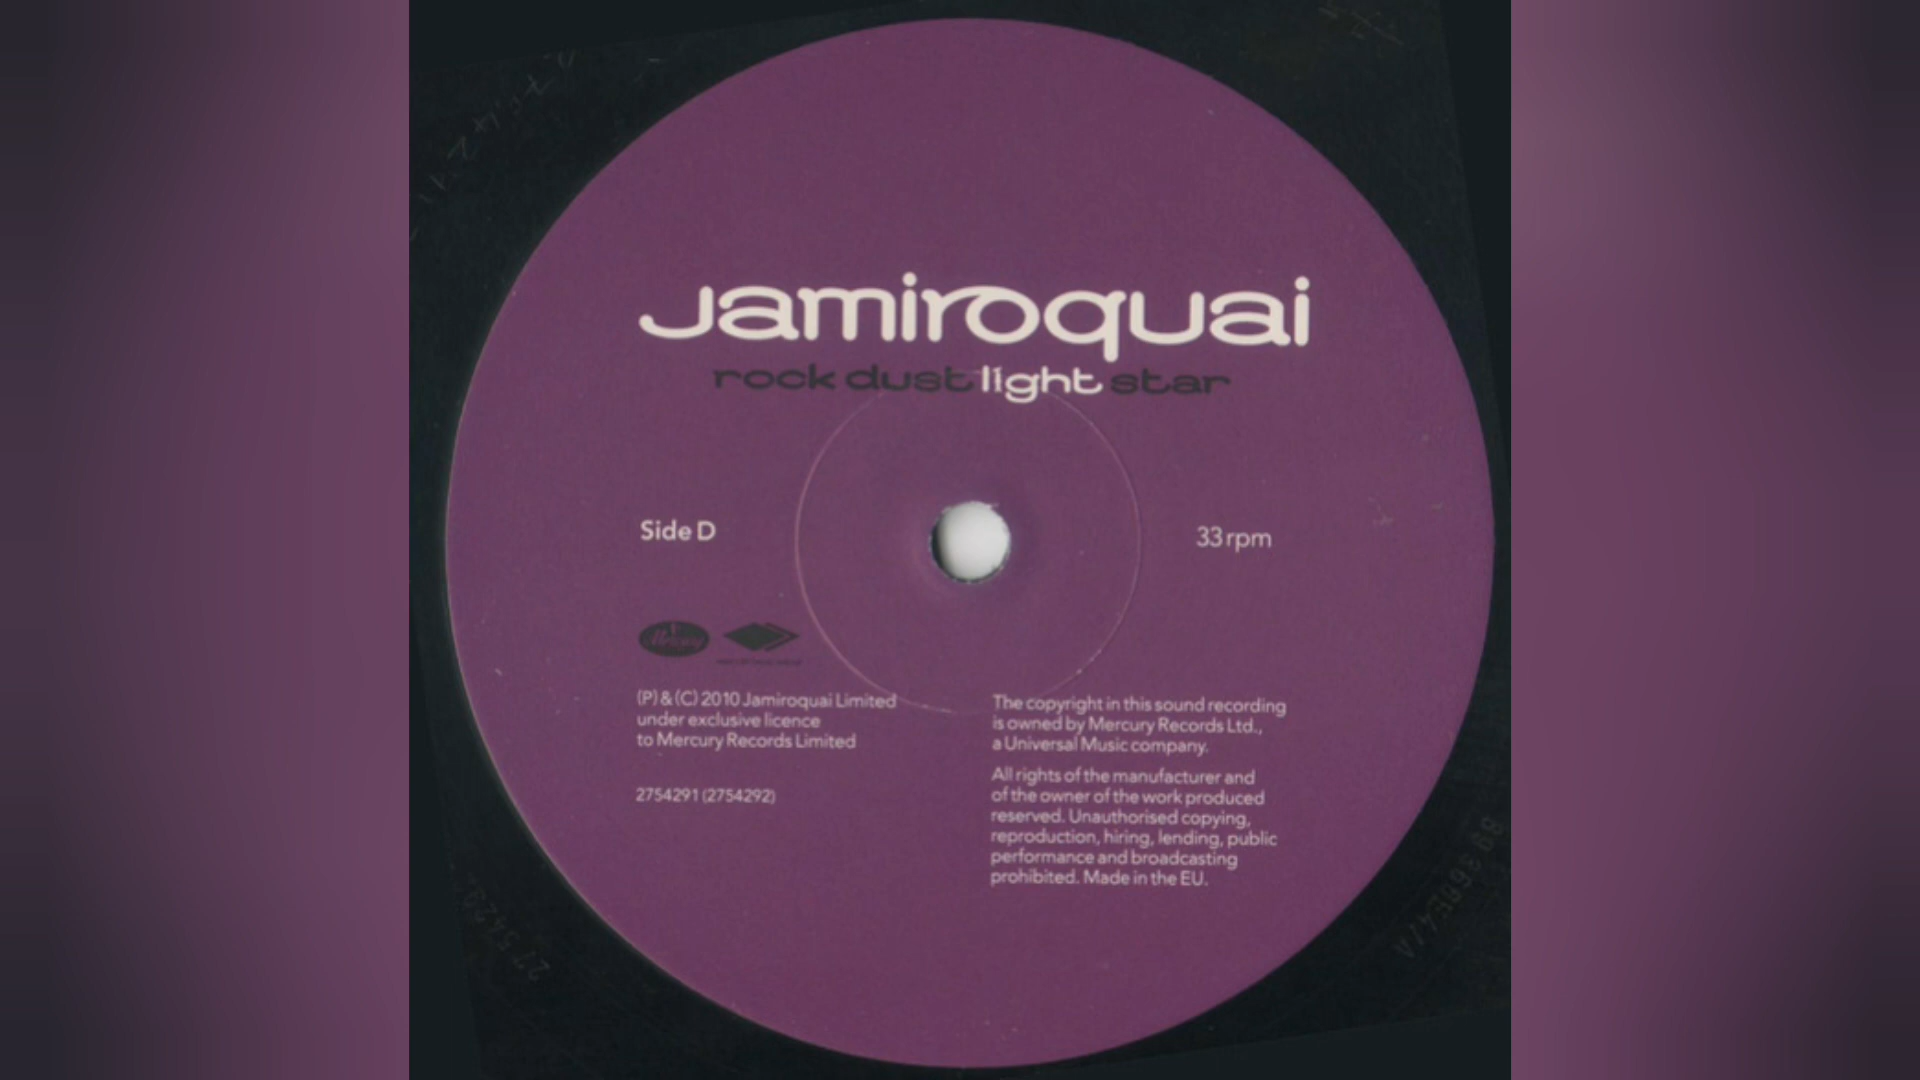 Jamiroquai
rock dust light star
Side D
33 rpm
Mercury
(P) & (C) 2010 Jamiroquai Limited
under exclusive licence
to Mercury Records Limited
2754291 (2754292)
The copyright in this sound recording
is owned by Mercury Records Ltd.,
a Universal Music company.
All rights of the manufacturer and
of the owner of the work produced
reserved. Unauthorised copying,
reproduction, hiring, lending, public
performance and broadcasting
prohibited. Made in the EU.